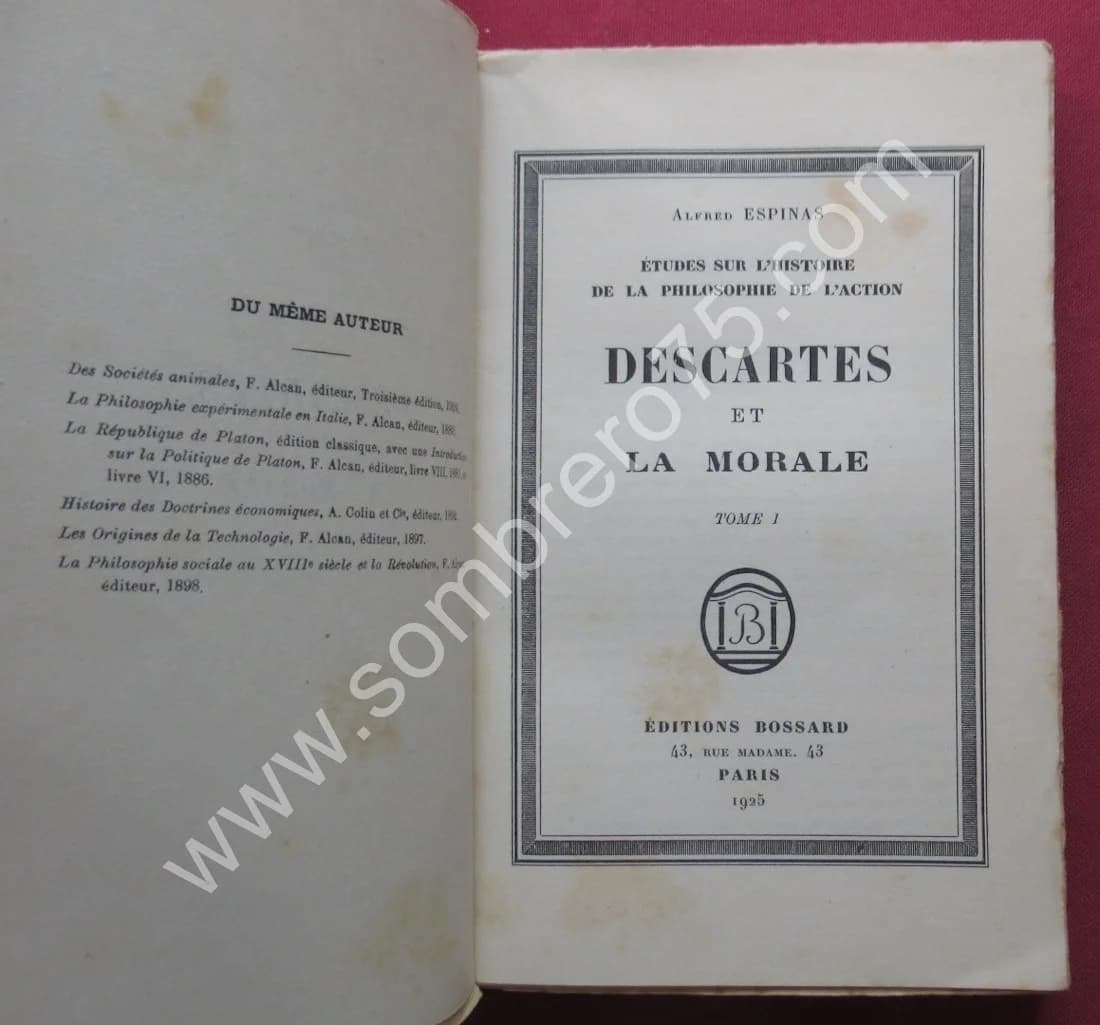 DU MÊME AUTEUR
Des Sociétés animales, F. Alcan, éditeur, Troisième édition,
La Philosophie expérimentale en Italie, F. Alcan, éditeur,
La République de Platon, édition classique, avec une Introduction
sur la Politique de Platon, F. Alcan, éditeur, livre VIII,
livre VI, 1886.
Histoire des Doctrines économiques, A. Colin et Cie, éditeur,
Les Origines de la Technologie, F. Alcan, éditeur, 1897.
La Philosophie sociale au XVIIIe siècle et la Révolution, F.
éditeur, 1898.
Alfred ESPINAS
ÉTUDES SUR L'HISTOIRE
DE LA PHILOSOPHIE DE L'ACTION
DESCARTES
ET
LA MORALE
TOME I
B
ÉDITIONS BOSSARD
43, RUE MADAME. 43
PARIS
1925
www.sombrero75.com